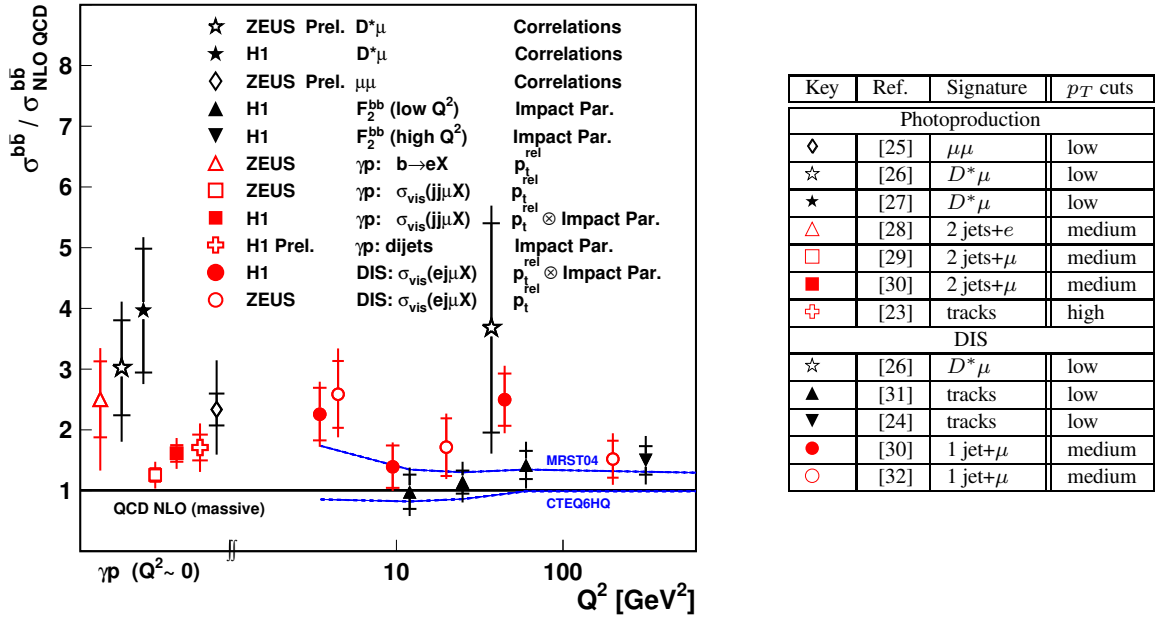 ZEUS Prel. D*μ Correlations
H1 D*μ Correlations
ZEUS Prel. μμ Correlations
H1 F₂^bb (low Q²) Impact Par.
H1 F₂^bb (high Q²) Impact Par.
ZEUS γp: b→eX p_t^rel
ZEUS γp: σ_vis(jjμX) p_t^rel
H1 γp: σ_vis(jjμX) p_t^rel ⊗ Impact Par.
H1 Prel. γp: dijets Impact Par.
H1 DIS: σ_vis(ejμX) p_t^rel ⊗ Impact Par.
ZEUS DIS: σ_vis(ejμX) p_t^rel
σ^bb̄ / σ^bb̄_NLO QCD
8
7
6
5
4
3
2
1
MRST04
CTEQ6HQ
QCD NLO (massive)
γp (Q²~ 0)
10
100
Q² [GeV²]
Key Ref. Signature p_T cuts
Photoproduction
[25] μμ low
[26] D*μ low
[27] D*μ low
[28] 2 jets+e medium
[29] 2 jets+μ medium
[30] 2 jets+μ medium
[23] tracks high
DIS
[26] D*μ low
[31] tracks low
[24] tracks low
[30] 1 jet+μ medium
[32] 1 jet+μ medium